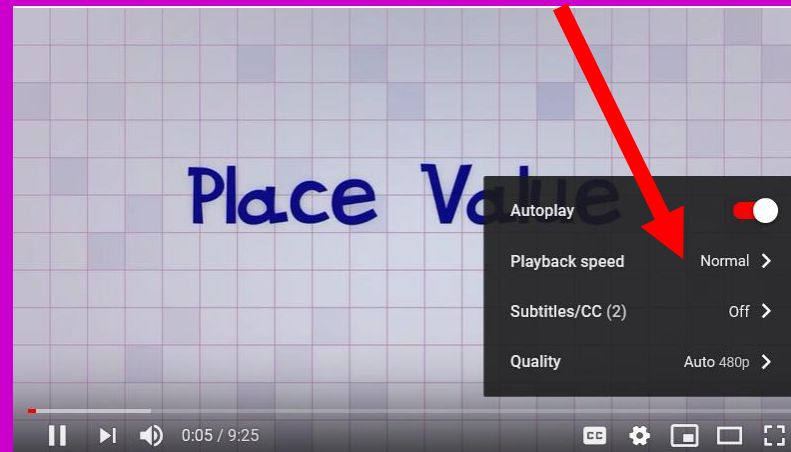 Place Value
Autoplay
Playback speed Normal
Subtitles/CC (2) Off
Quality Auto 480p
0:05 / 9:25 CC